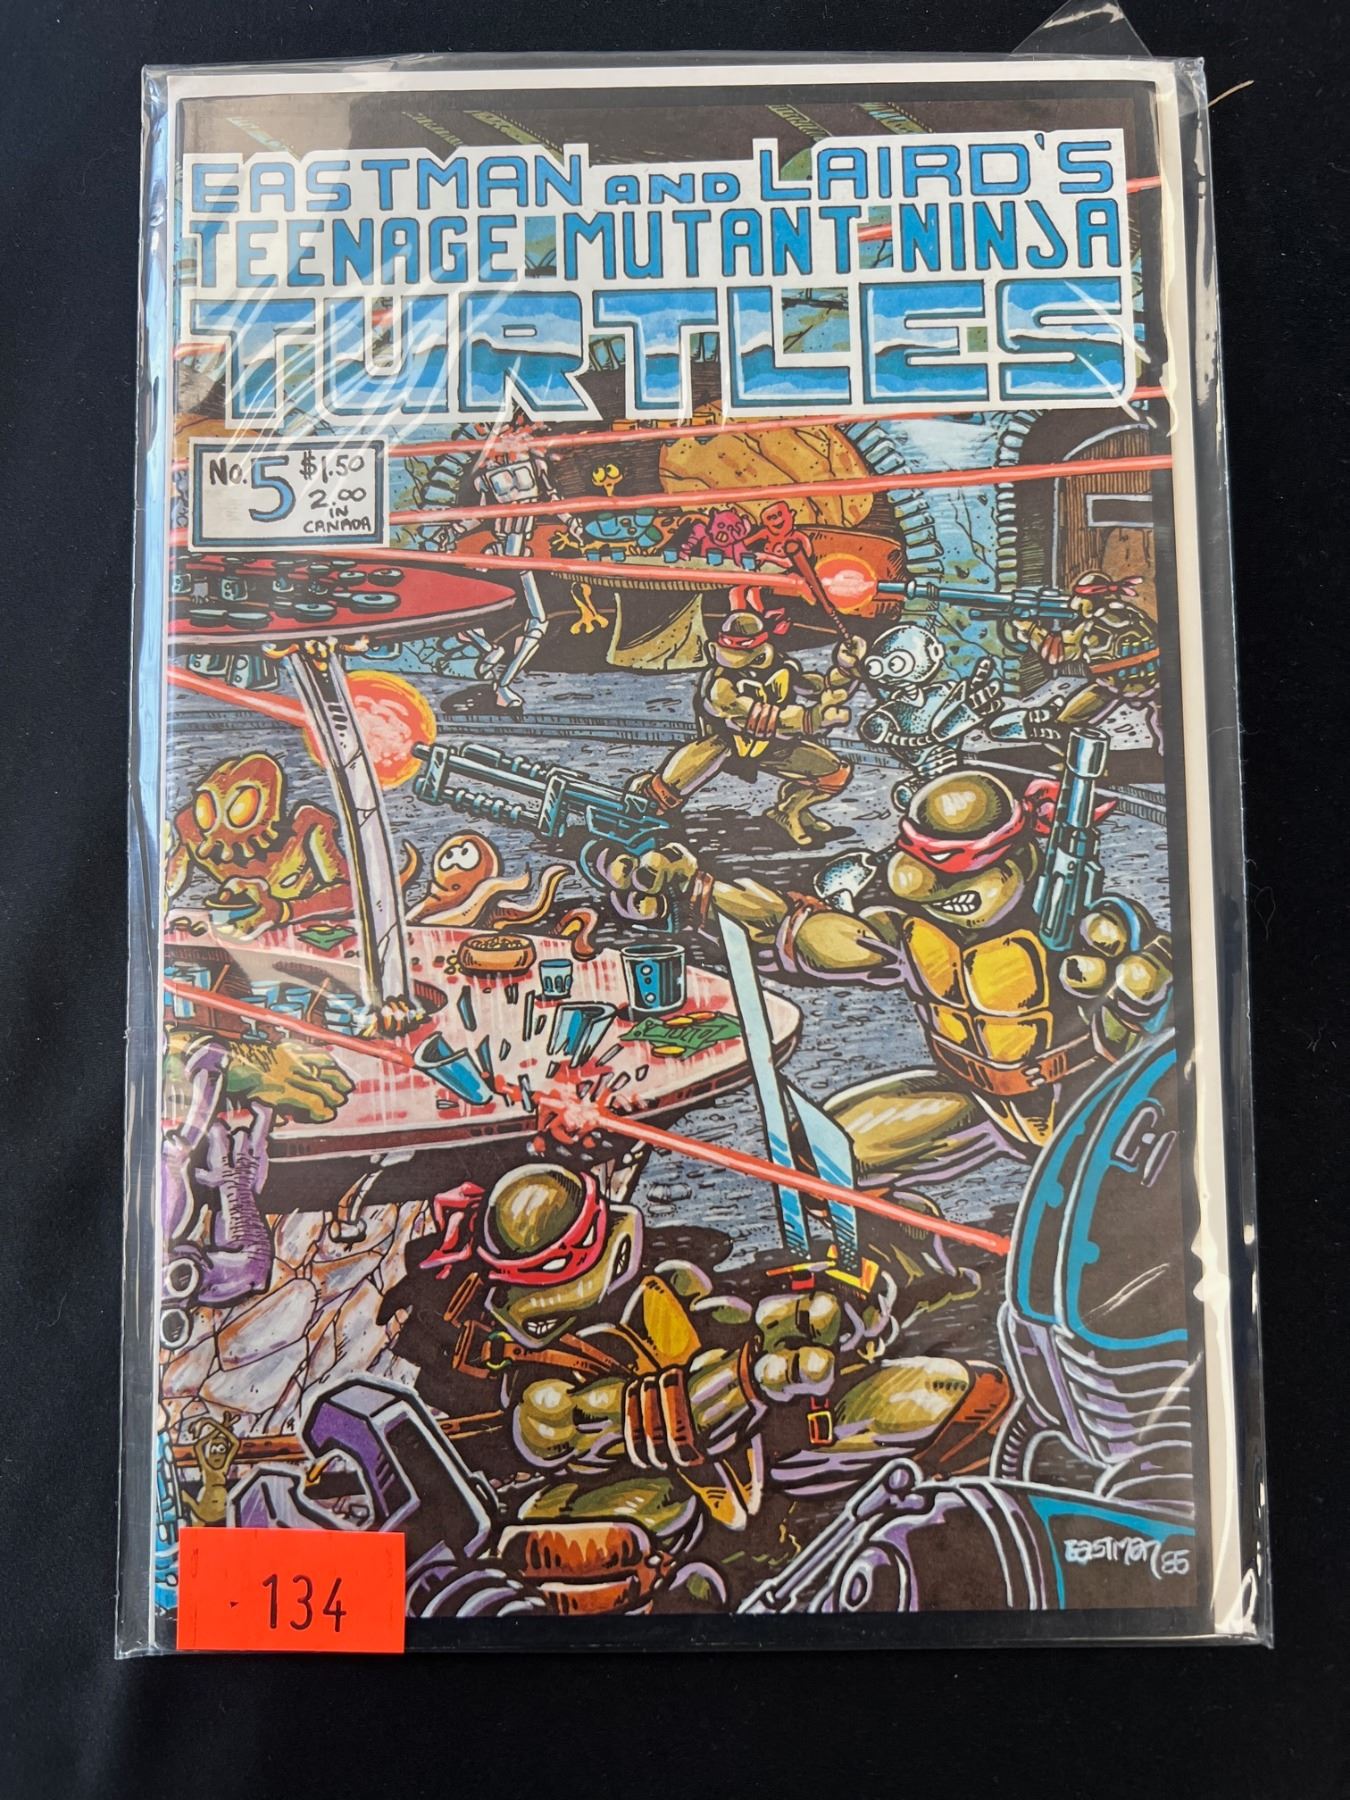 EASTMAN AND LAIRD'S
TEENAGE MUTANT NINJA
TURTLES
No. 5 $1.50
2.00
IN
CANADA
EASTMAN 85
134